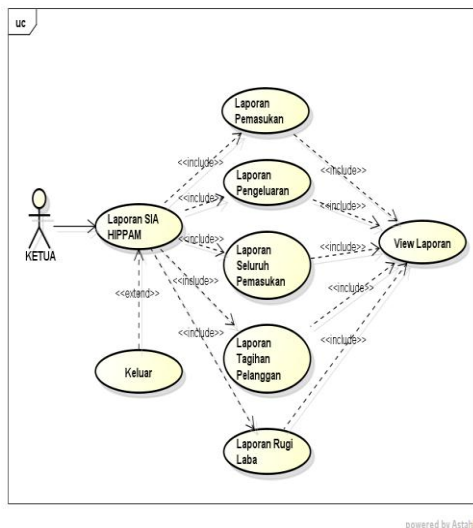 uc
Laporan
Pemasukan
<<include>>
<<include>>
Laporan
Pengeluaran
<<include>>
<<include>>
Laporan SIA
HIPPAM
KETUA
<<include>>
Laporan
Seluruh
Pemasukan
<<include>>
View Laporan
<<include>>
<<include>>
<<extend>>
<<include>>
<<include>>
Laporan
Tagihan
Pelanggan
Keluar
Laporan Rugi
Laba
powered by Astah